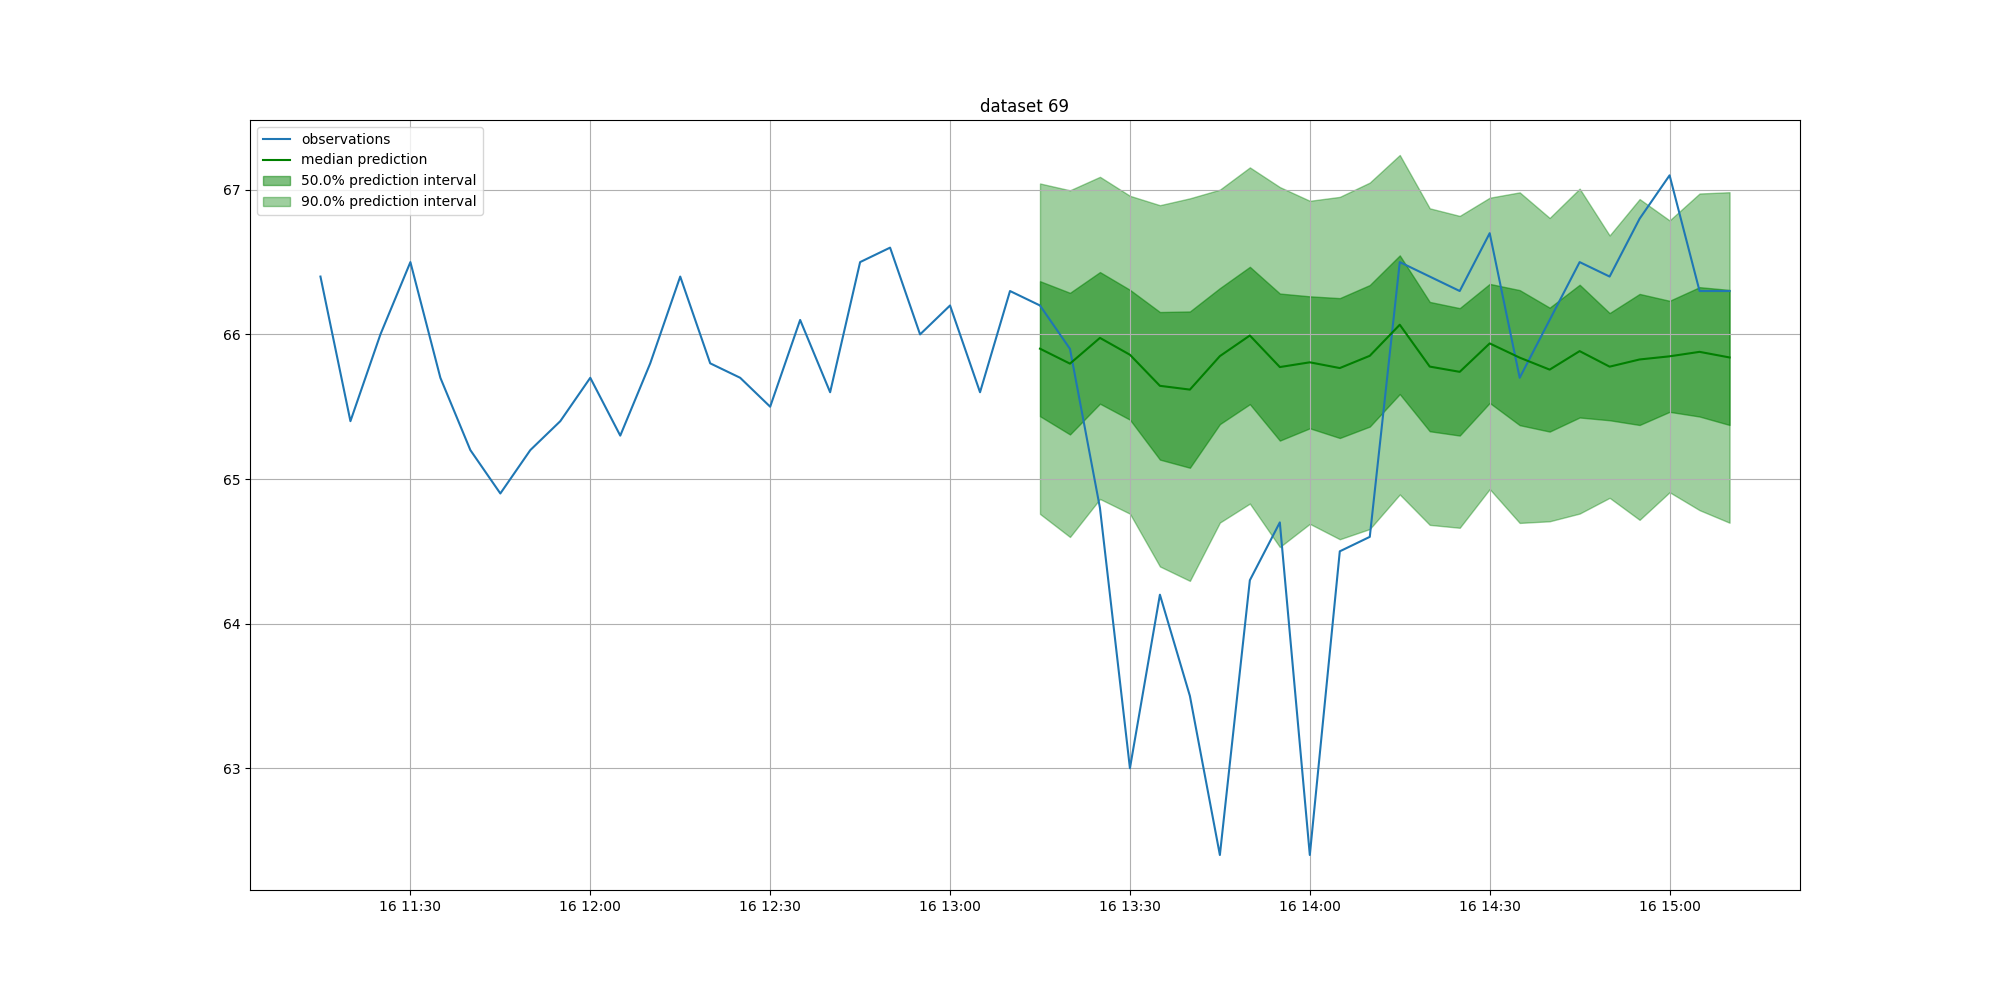 dataset 69
observations
median prediction
50.0% prediction interval
90.0% prediction interval
67
66
65
64
63
16 11:30
16 12:00
16 12:30
16 13:00
16 13:30
16 14:00
16 14:30
16 15:00